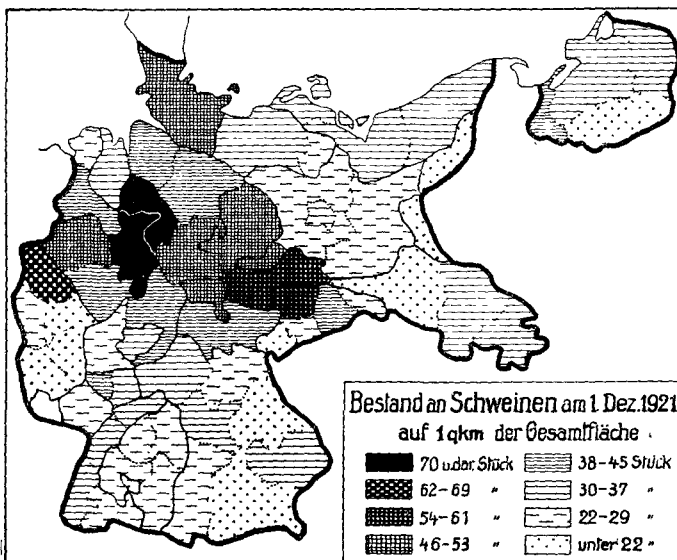 Bestand an Schweinen am 1. Dez. 1921
auf 1 qkm der Gesamtfläche.
70 u.dar. Stück
62-69 "
54-61 "
46-53 "
38-45 Stück
30-37 "
22-29 "
unter 22 "